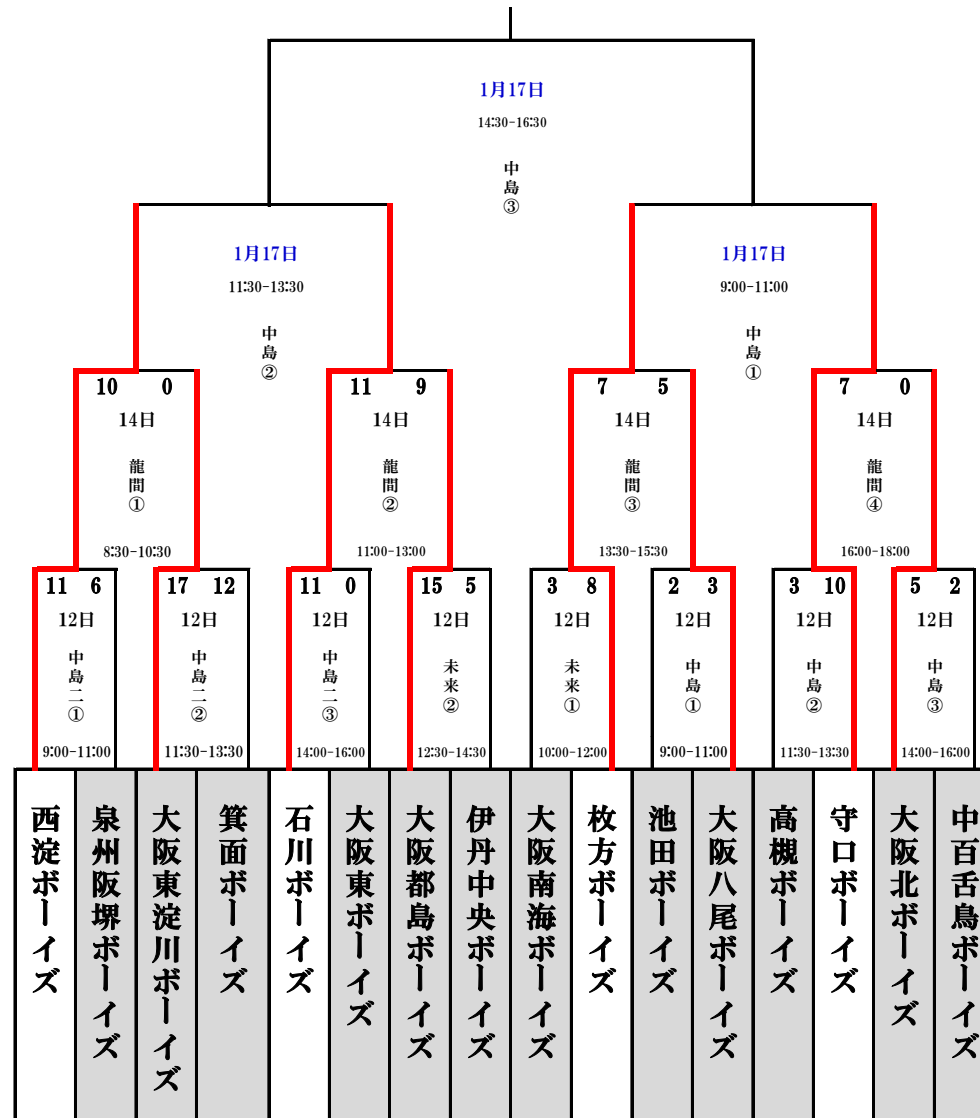 1月17日
14:30-16:30
中島③
1月17日
1月17日
11:30-13:30
9:00-11:00
中島②
中島①
10 0
11 9
7 5
7 0
14日
14日
14日
14日
龍間①
龍間②
龍間③
龍間④
8:30-10:30
11:00-13:00
13:30-15:30
16:00-18:00
11 6
17 12
11 0
15 5
3 8
2 3
3 10
5 2
12日
12日
12日
12日
12日
12日
12日
12日
中島二①
中島二②
中島二③
未来②
未来①
中島①
中島②
中島③
9:00-11:00
11:30-13:30
14:00-16:00
12:30-14:30
10:00-12:00
9:00-11:00
11:30-13:30
14:00-16:00
西淀ボーイズ
泉州阪堺ボーイズ
大阪東淀川ボーイズ
箕面ボーイズ
石川ボーイズ
大阪東ボーイズ
大阪都島ボーイズ
伊丹中央ボーイズ
大阪南海ボーイズ
枚方ボーイズ
池田ボーイズ
大阪八尾ボーイズ
高槻ボーイズ
守口ボーイズ
大阪北ボーイズ
中百舌鳥ボーイズ